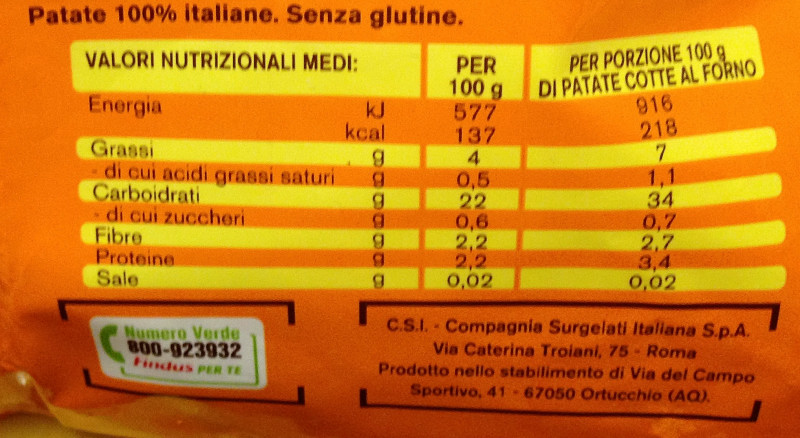 Patate 100% italiane. Senza glutine.
VALORI NUTRIZIONALI MEDI: PER 100 g PER PORZIONE 100 g DI PATATE COTTE AL FORNO
Energia kJ 577 916
kcal 137 218
Grassi g 4 7
- di cui acidi grassi saturi g 0,5 1,1
Carboidrati g 22 34
- di cui zuccheri g 0,6 0,7
Fibre g 2,2 2,7
Proteine g 2,2 3,4
Sale g 0,02 0,02
Numero Verde
800-923932
Findus PER TE
C.S.I. - Compagnia Surgelati Italiana S.p.A.
Via Caterina Troiani, 75 - Roma
Prodotto nello stabilimento di Via del Campo
Sportivo, 41 - 67050 Ortucchio (AQ).